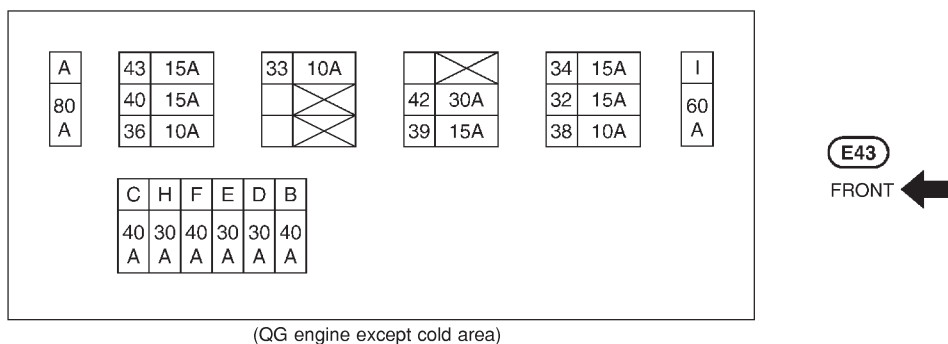 A 43 15A 33 10A 34 15A I
80 A 40 15A 42 30A 32 15A 60 A
36 10A 39 15A 38 10A
E43
FRONT
C H F E D B
40 30 40 30 30 40
A A A A A A
(QG engine except cold area)